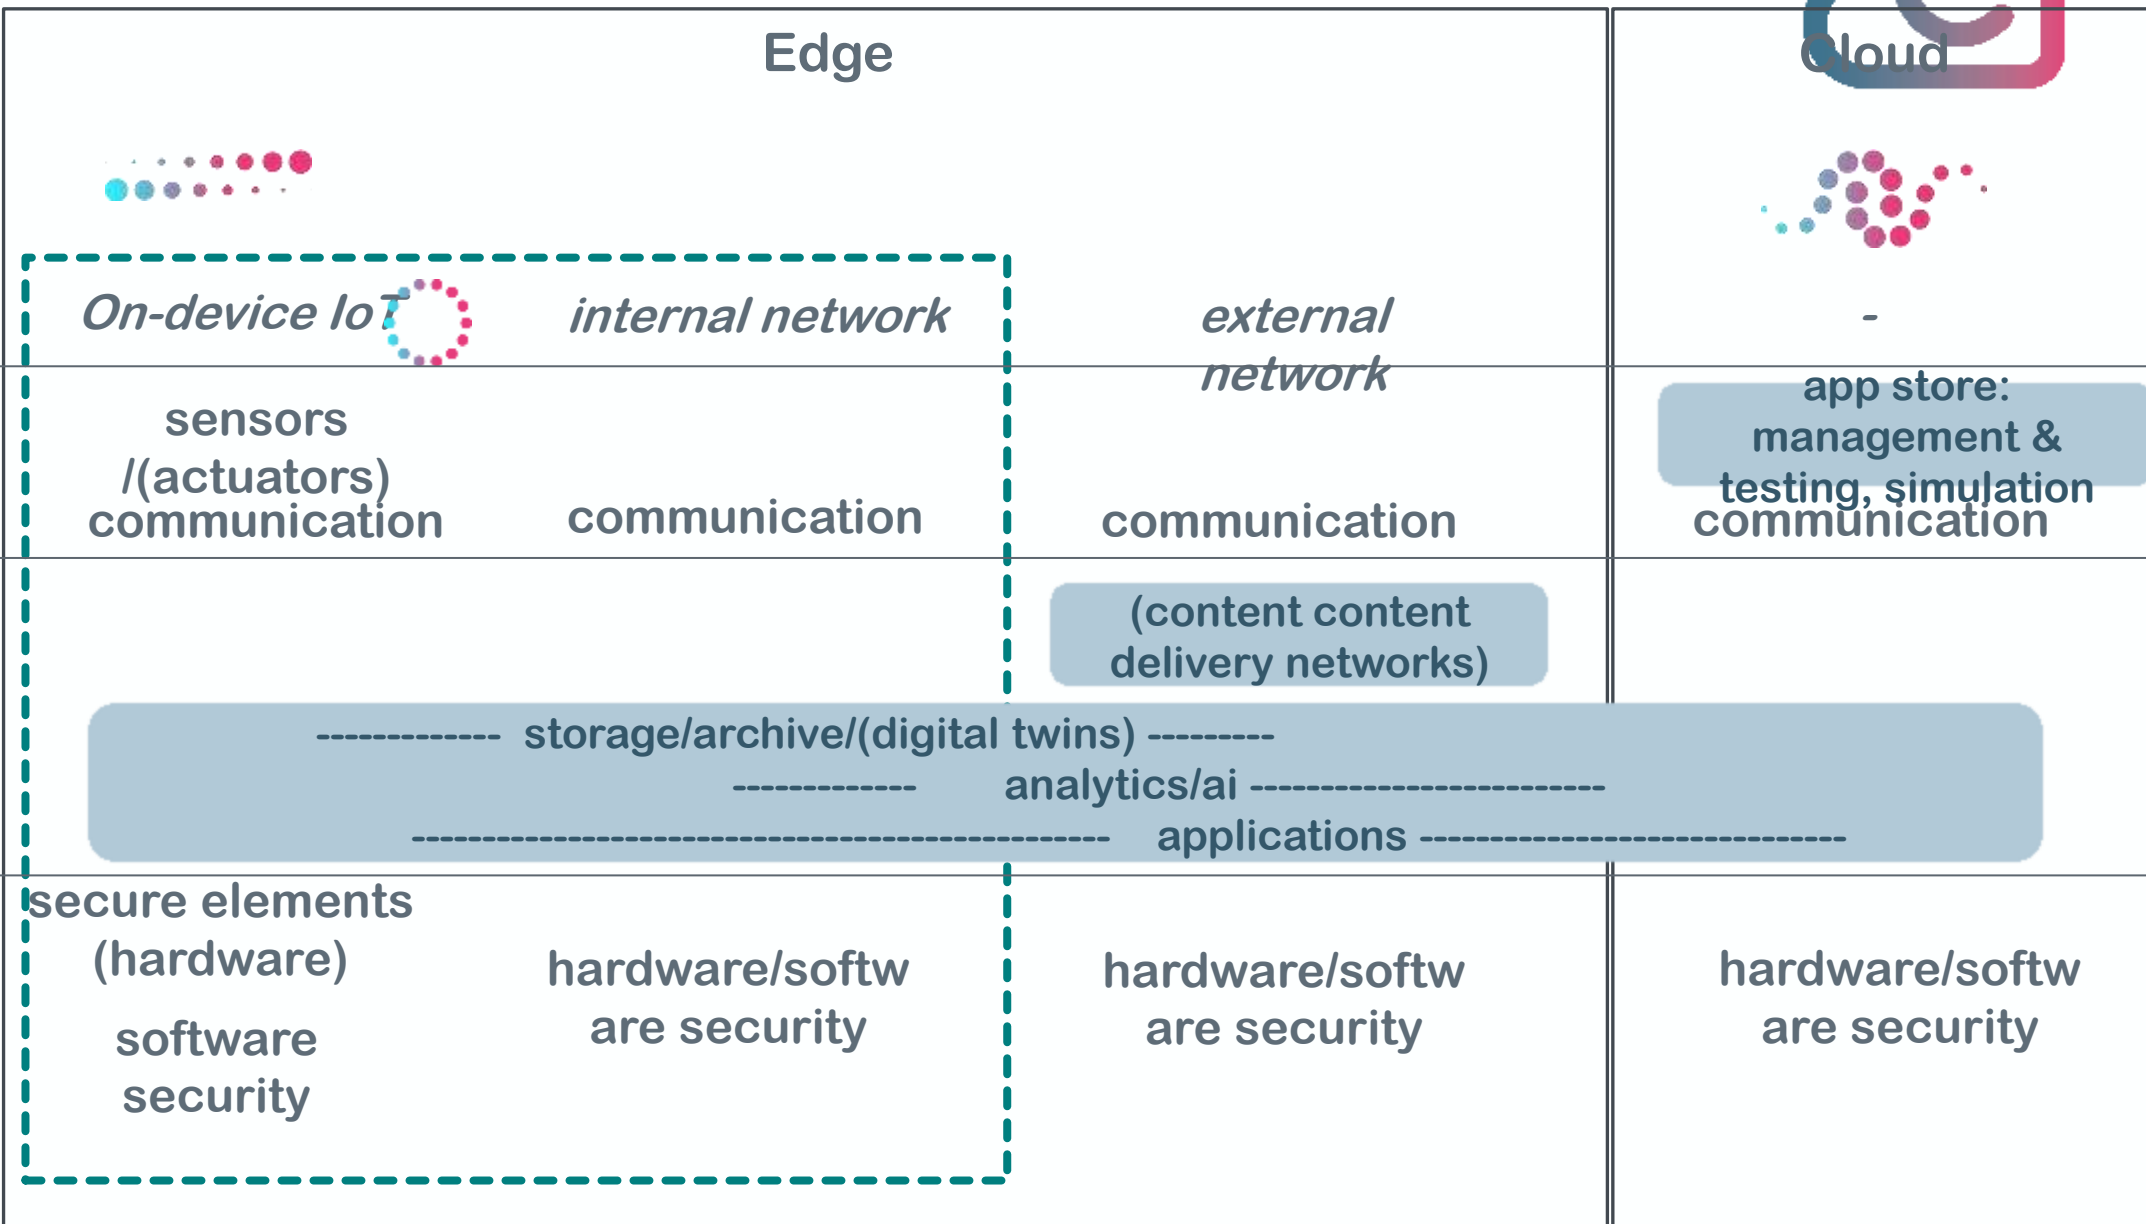 Edge
Cloud
On-device IoT
internal network
external
network
-
sensors
/(actuators)
communication
communication
communication
app store:
management &
testing, simulation
communication
(content content
delivery networks)
------------- storage/archive/(digital twins) ---------
------------- analytics/ai -------------------------
------------------------------------------------- applications ------------------------------
secure elements
(hardware)
software
security
hardware/softw
are security
hardware/softw
are security
hardware/softw
are security